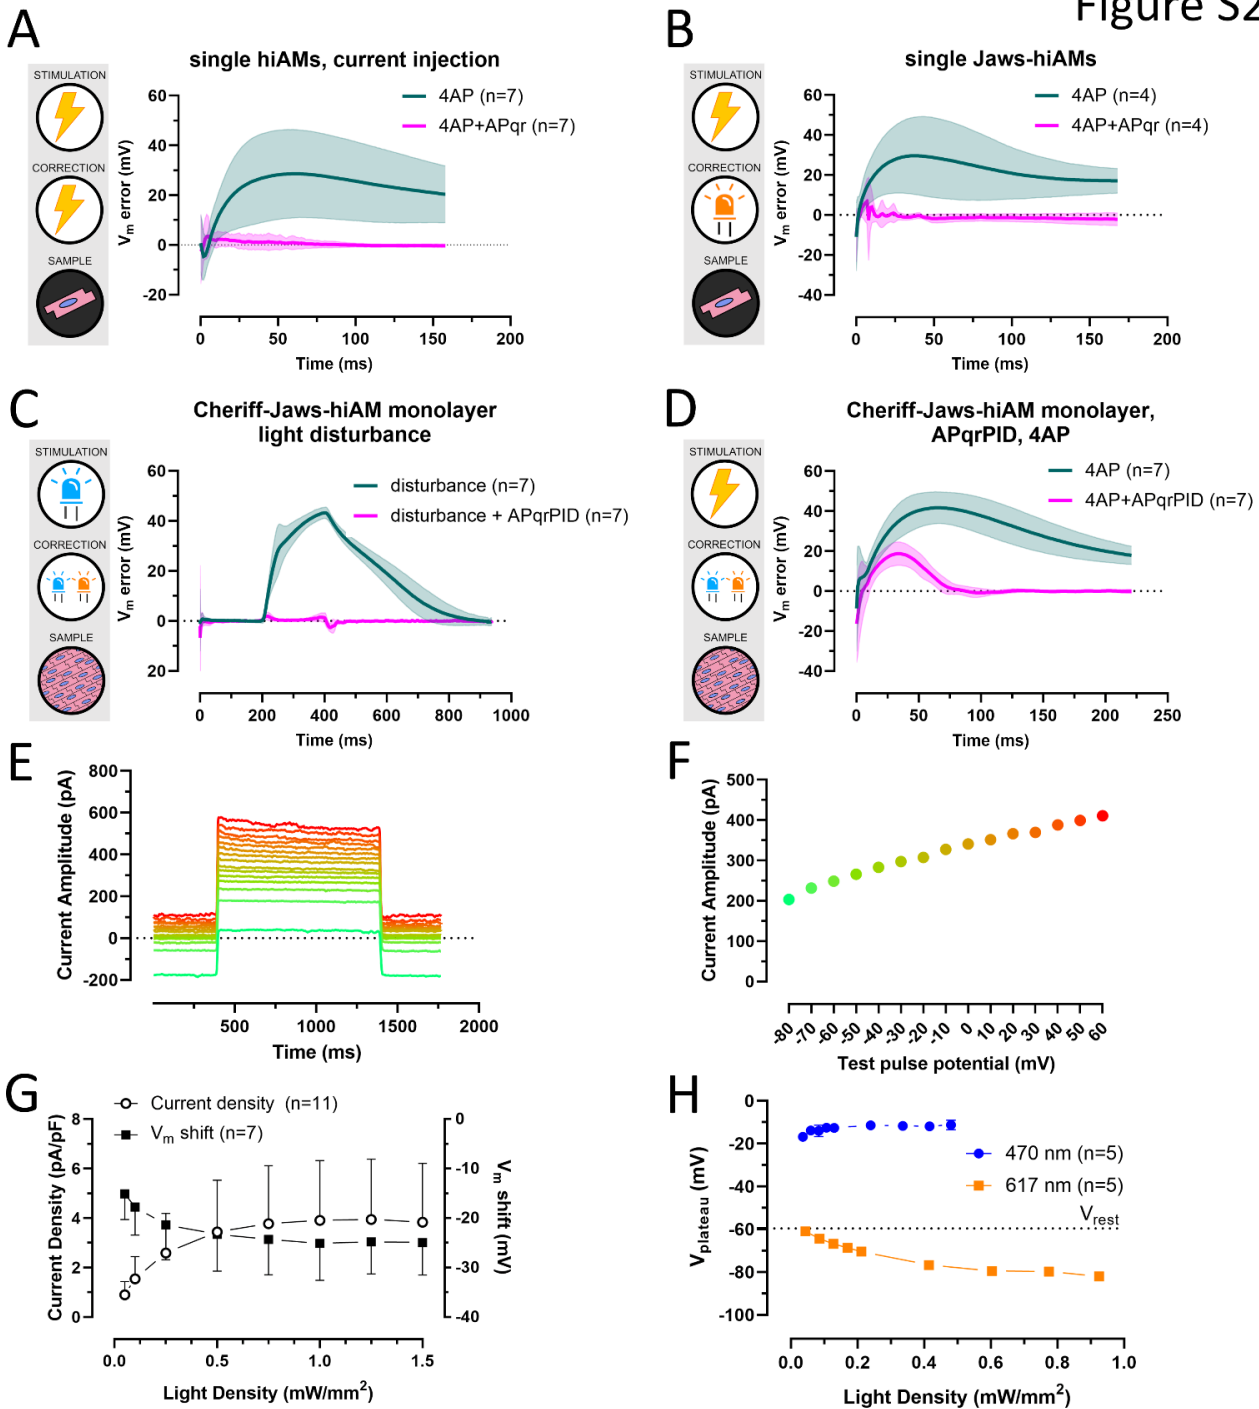 Figure S2
A
single hiAMs, current injection
STIMULATION
CORRECTION
SAMPLE
4AP (n=7)
4AP+APqr (n=7)
Vm error (mV)
60
40
20
0
-20
0 50 100 150 200
Time (ms)
B
single Jaws-hiAMs
STIMULATION
CORRECTION
SAMPLE
4AP (n=4)
4AP+APqr (n=4)
Vm error (mV)
60
40
20
0
-20
-40
0 50 100 150 200
Time (ms)
C
Cheriff-Jaws-hiAM monolayer
light disturbance
STIMULATION
CORRECTION
SAMPLE
disturbance (n=7)
disturbance + APqrPID (n=7)
Vm error (mV)
60
40
20
0
20
0 200 400 600 800 1000
Time (ms)
D
Cheriff-Jaws-hiAM monolayer,
APqrPID, 4AP
STIMULATION
CORRECTION
SAMPLE
4AP (n=7)
4AP+APqrPID (n=7)
Vm error (mV)
60
40
20
0
-20
-40
0 50 100 150 200 250
Time (ms)
E
Current Amplitude (pA)
800
600
400
200
0
-200
500 1000 1500 2000
Time (ms)
F
Current Amplitude (pA)
500
400
300
200
100
0
-80 -70 -60 -50 -40 -30 -20 -10 0 10 20 30 40 50 60
Test pulse potential (mV)
G
Current density (n=11)
Vm shift (n=7)
Current Density (pA/pF)
8
6
4
2
0
0
-10
-20
-30
-40
Vm shift (mV)
0.0 0.5 1.0 1.5
Light Density (mW/mm2)
H
Vplateau (mV)
0
-20
-40
-60
-80
-100
470 nm (n=5)
617 nm (n=5)
Vrest
0.0 0.2 0.4 0.6 0.8 1.0
Light Density (mW/mm2)